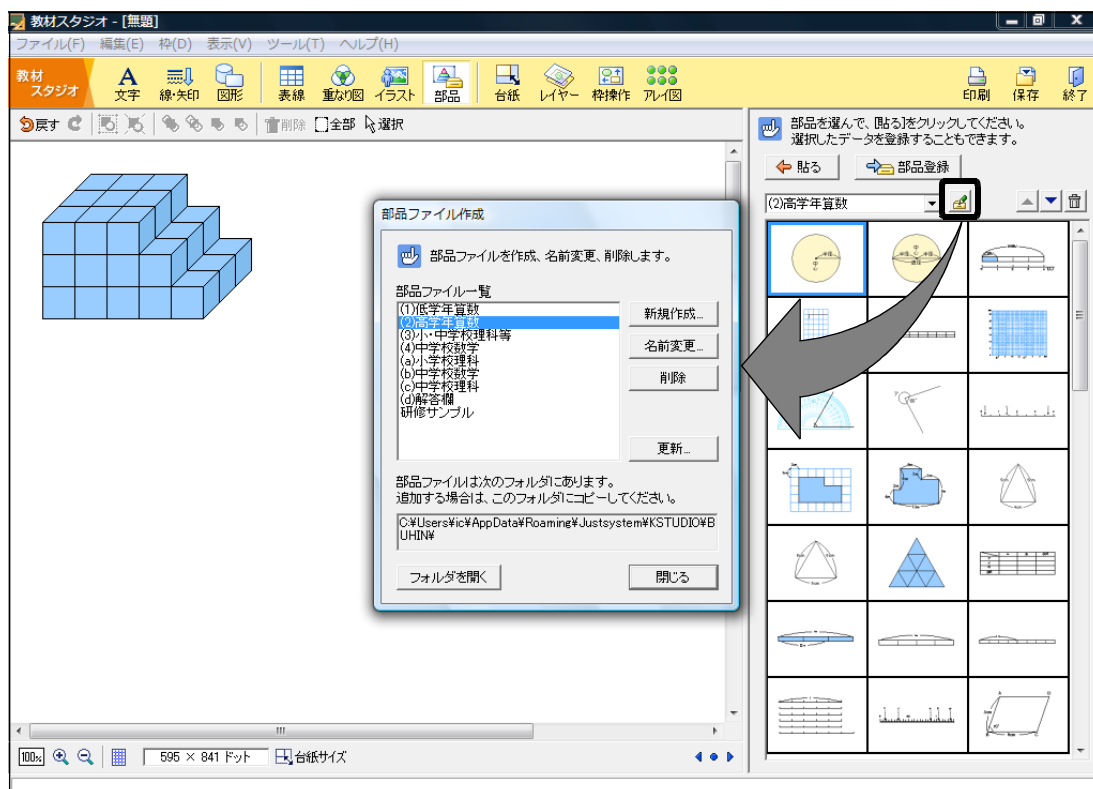 教材スタジオ - [無題]
ファイル(F) 編集(E) 枠(D) 表示(V) ツール(T) ヘルプ(H)
教材
スタジオ
文字 線・矢印 図形 表線 重なり図 イラスト 部品 台紙 レイヤー 枠操作 アレイ図 印刷 保存 終了
戻す 削除 全部 選択
部品を選んで、[貼る]をクリックしてください。
選択したデータを登録することもできます。
貼る 部品登録
(2)高学年算数
部品ファイル作成
部品ファイルを作成、名前変更、削除します。
部品ファイル一覧
(1)低学年算数
(2)高学年算数
(3)小・中学校理科等
(4)中学校数学
(a)小学校理科
(b)中学校数学
(c)中学校理科
(d)解答欄
研修サンプル
新規作成...
名前変更...
削除
更新...
部品ファイルは次のフォルダにあります。
追加する場合は、このフォルダにコピーしてください。
C:¥Users¥ic¥AppData¥Roaming¥Justsystem¥KSTUDIO¥B
UHIN¥
フォルダを開く 閉じる
100% 595 × 841 ドット 台紙サイズ